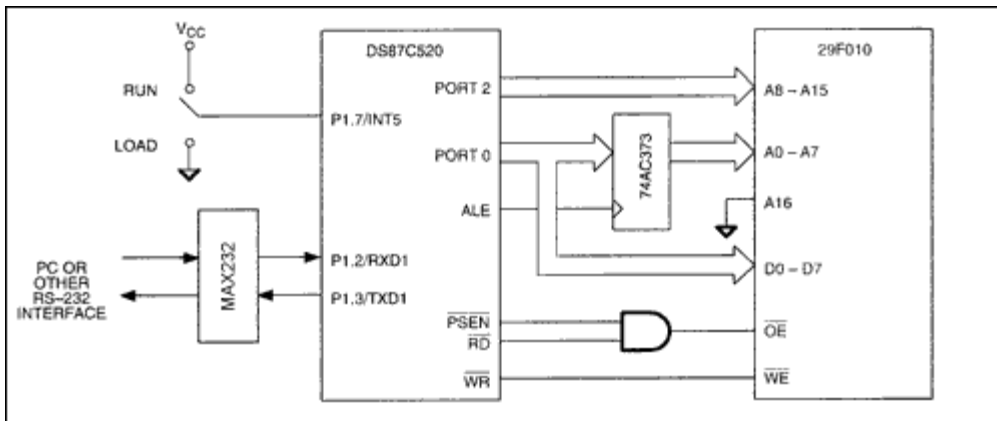 VCC
RUN
LOAD
PC OR
OTHER
RS–232
INTERFACE
MAX232
DS87C520
P1.7/INT5
P1.2/RXD1
P1.3/TXD1
PORT 2
PORT 0
ALE
PSEN
RD
WR
74AC373
29F010
A8 – A15
A0 – A7
A16
D0 – D7
OE
WE